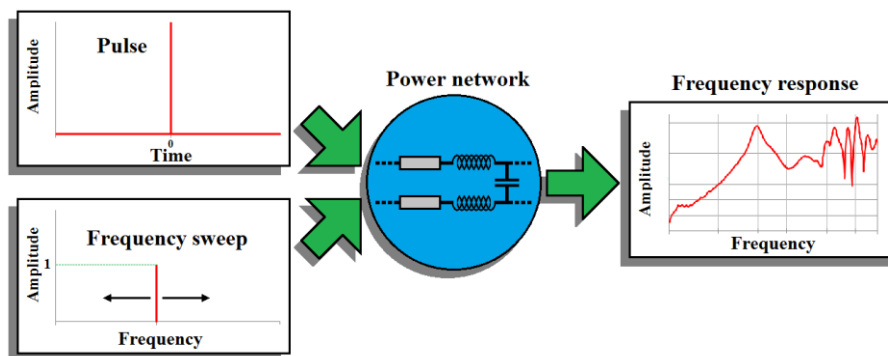 Pulse
Amplitude
0
Time
Frequency sweep
1
Amplitude
Frequency
Power network
Frequency response
Amplitude
Frequency